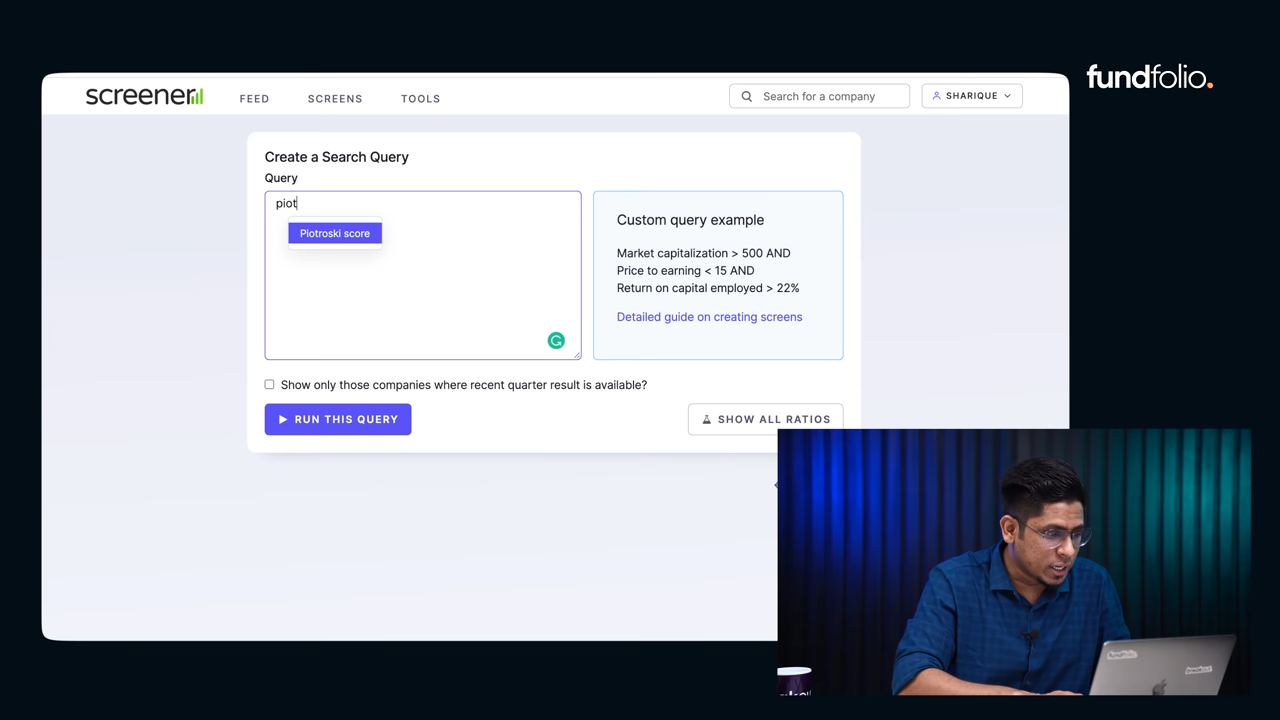 fundfolio.
screener
FEED
SCREENS
TOOLS
Search for a company
SHARIQUE
Create a Search Query
Query
piot
Piotroski score
Custom query example
Market capitalization > 500 AND
Price to earning < 15 AND
Return on capital employed > 22%
Detailed guide on creating screens
Show only those companies where recent quarter result is available?
RUN THIS QUERY
SHOW ALL RATIOS
fundfolio